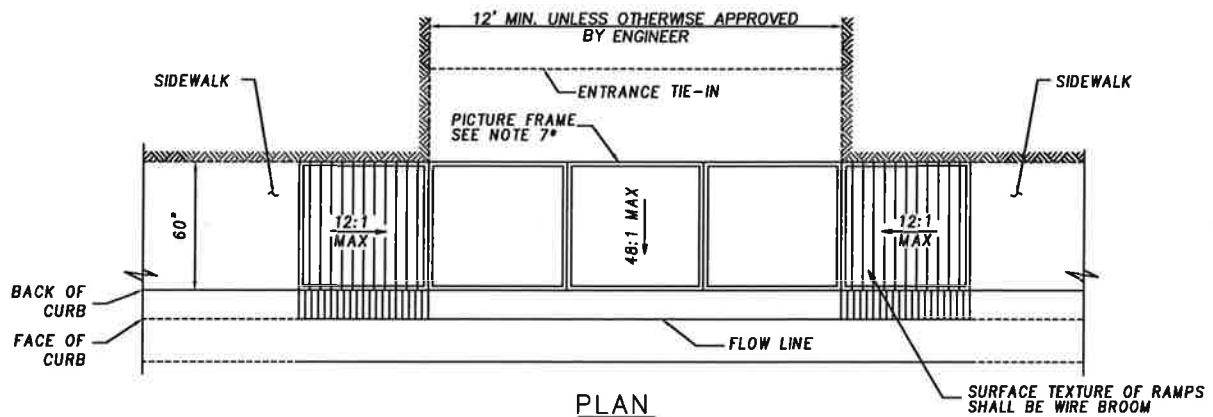 12' MIN. UNLESS OTHERWISE APPROVED
BY ENGINEER
SIDEWALK
SIDEWALK
ENTRANCE TIE-IN
PICTURE FRAME
SEE NOTE 7*
60"
12:1
MAX
48:1 MAX
12:1
MAX
BACK OF
CURB
FACE OF
CURB
FLOW LINE
SURFACE TEXTURE OF RAMPS
SHALL BE WIRE BROOM
PLAN